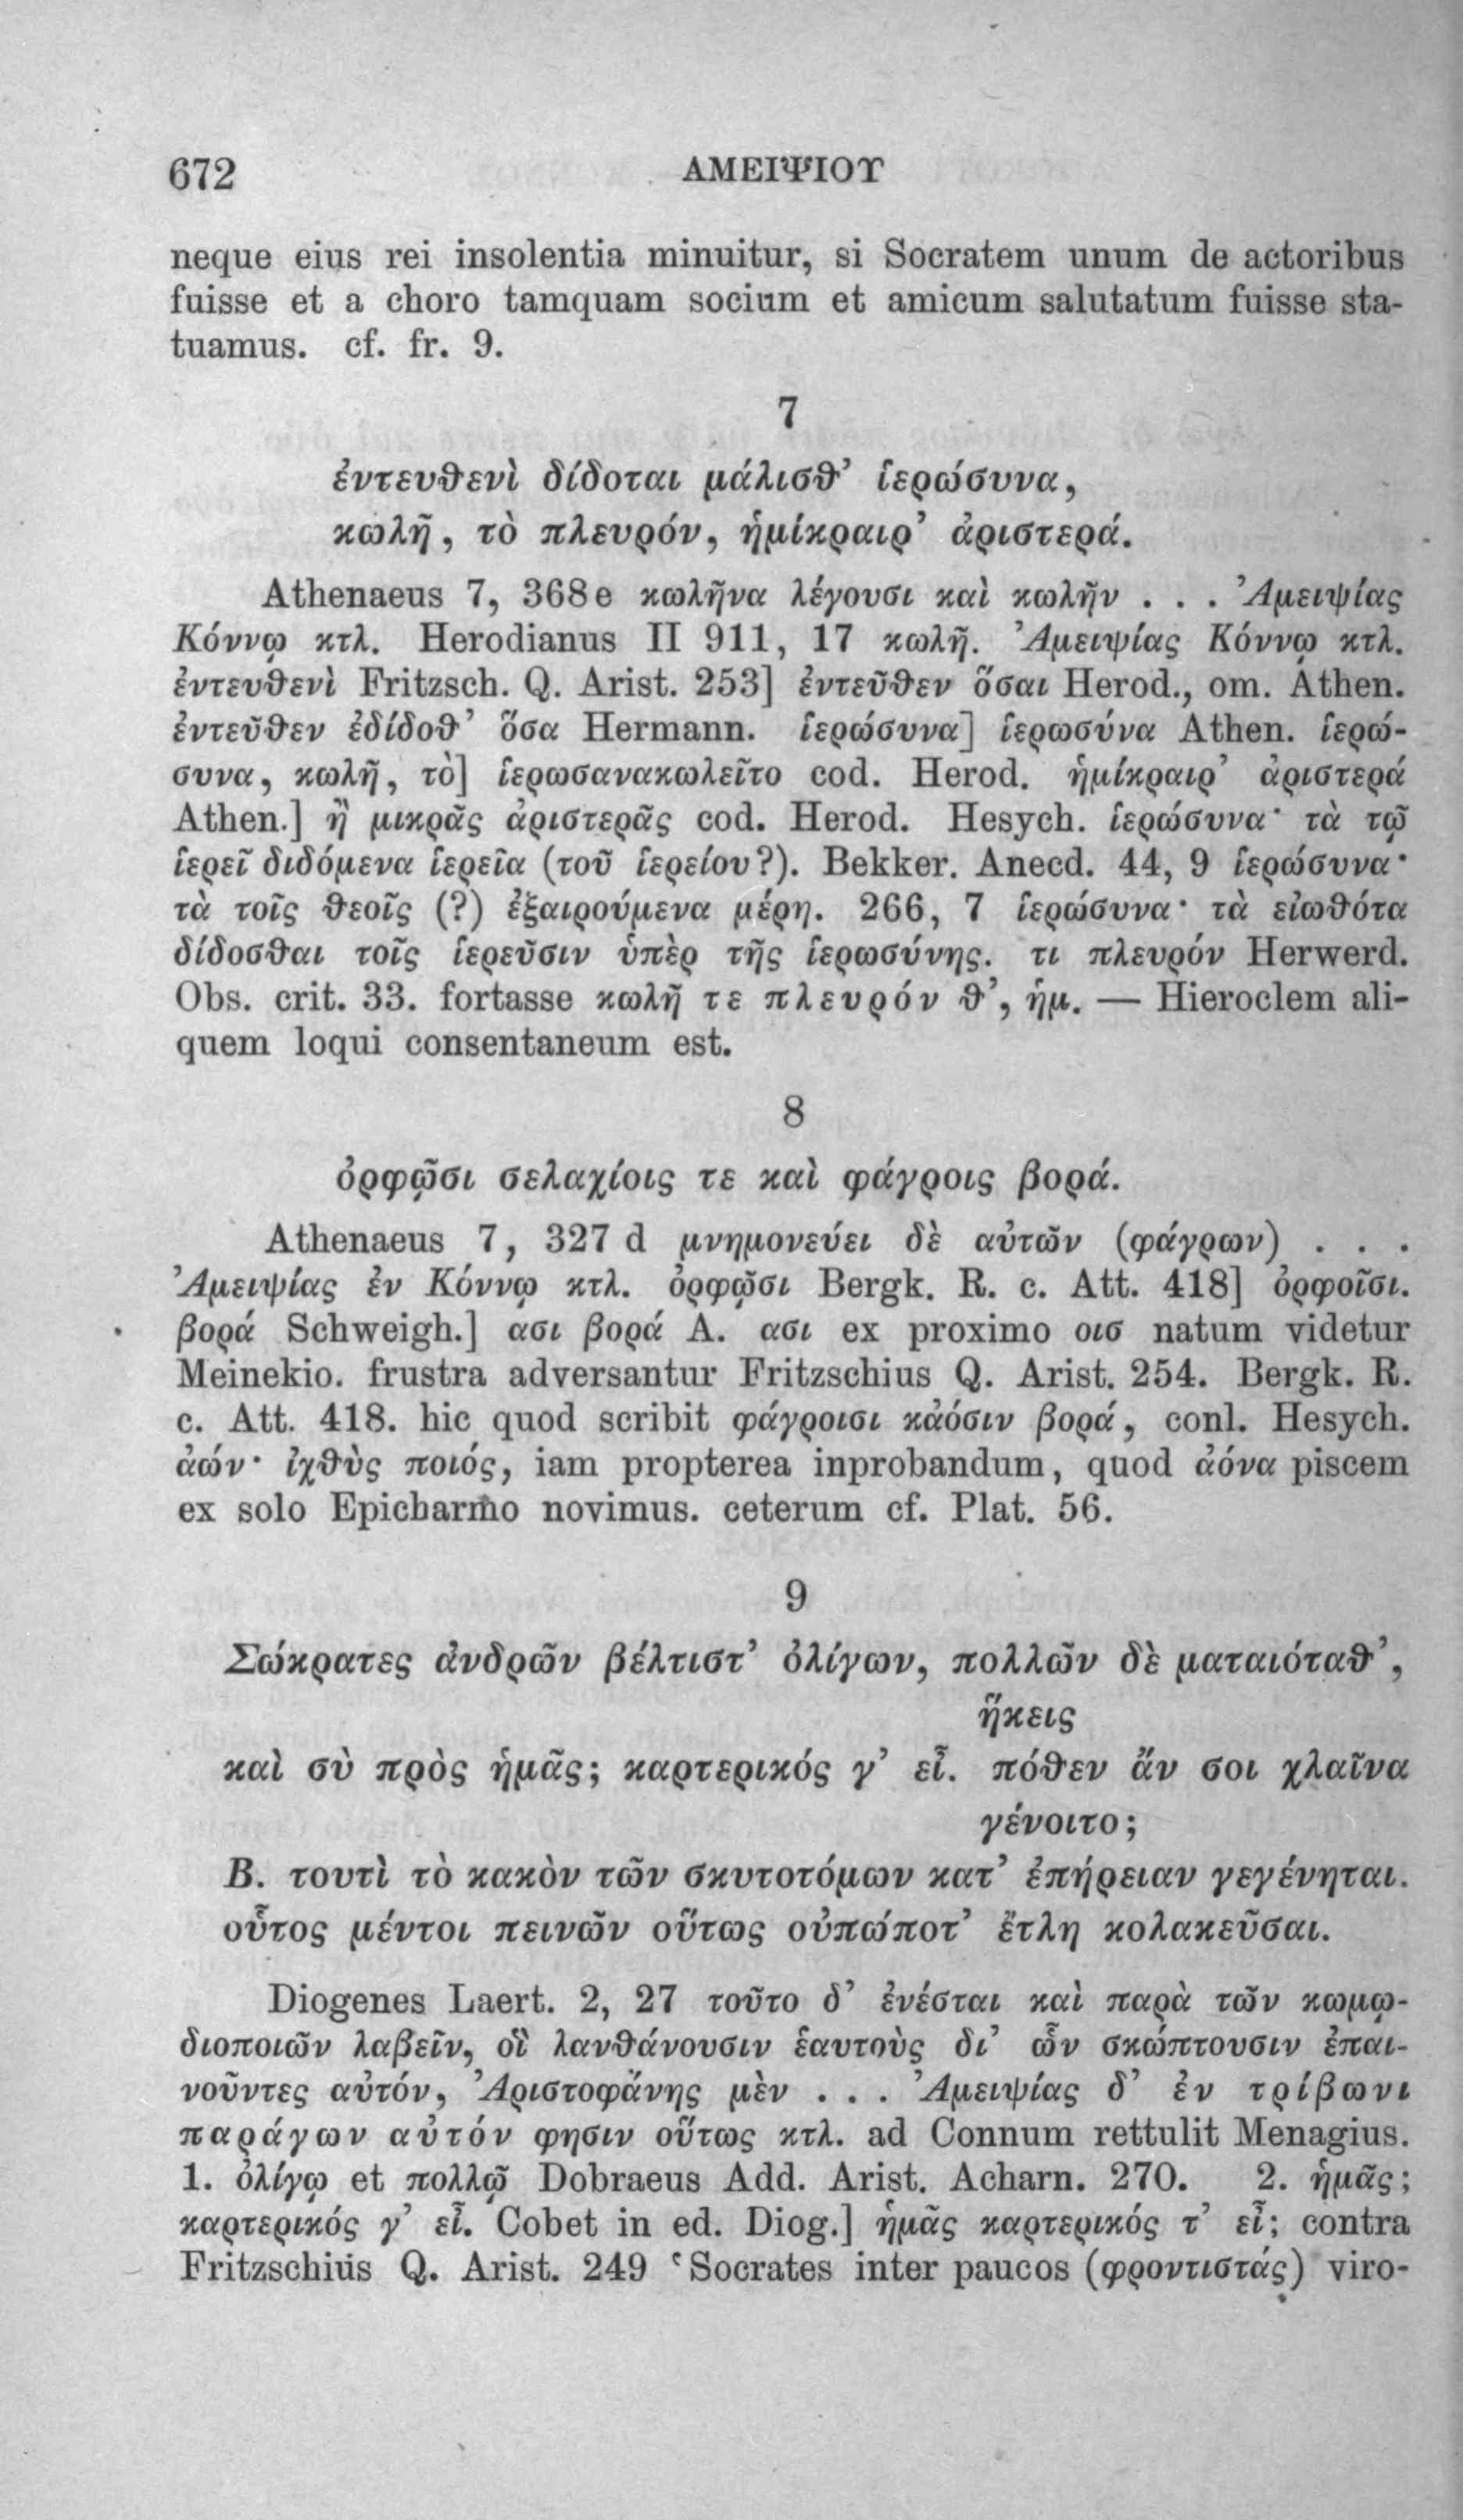 672 ΑΜΕΙΨΙΟΥ
neque eius rei insolentia minuitur, si Socratem unum de actoribus
fuisse et a choro tamquam socium et amicum salutatum fuisse sta-
tuamus. cf. fr. 9.
7
ἐντευθενὶ δίδοται μάλισθ’ ἱερώσυνα,
κωλῆ, τὸ πλευρόν, ἡμίκραιρ’ ἀριστερά.
Athenaeus 7, 368e κωλῆνα λέγουσι καὶ κωλῆν . . . Ἀμειψίας
Κόννῳ κτλ. Herodianus II 911, 17 κωλῆ. Ἀμειψίας Κόννῳ κτλ.
ἐντευθενὶ Fritzsch. Q. Arist. 253] ἐντεῦθεν ὅσαι Herod., om. Athen.
ἐντεῦθεν ἐδίδοθ’ ὅσα Hermann. ἱερώσυνα] ἱερωσύνα Athen. ἱερώ-
συνα, κωλῆ, τὸ] ἱερωσανακωλεῖτο cod. Herod. ἡμίκραιρ’ ἀριστερά
Athen.] ἢ μικρᾶς ἀριστερᾶς cod. Herod. Hesych. ἱερώσυνα· τὰ τῷ
ἱερεῖ διδόμενα ἱερεῖα (τοῦ ἱερείου?). Bekker. Anecd. 44, 9 ἱερώσυνα·
τὰ τοῖς θεοῖς (?) ἐξαιρούμενα μέρη. 266, 7 ἱερώσυνα· τὰ εἰωθότα
δίδοσθαι τοῖς ἱερεῦσιν ὑπὲρ τῆς ἱερωσύνης. τι πλευρόν Herwerd.
Obs. crit. 33. fortasse κωλῆ τε πλευρόν θ’, ἡμ. — Hieroclem ali-
quem loqui consentaneum est.
8
ὀρφῷσι σελαχίοις τε καὶ φάγροις βορά.
Athenaeus 7, 327 d μνημονεύει δὲ αὐτῶν (φάγρων) . . .
Ἀμειψίας ἐν Κόννῳ κτλ. ὀρφῷσι Bergk. R. c. Att. 418] ὀρφοῖσι.
βορά Schweigh.] ασι βορά A. ασι ex proximo οισ natum videtur
Meinekio. frustra adversantur Fritzschius Q. Arist. 254. Bergk. R.
c. Att. 418. hic quod scribit φάγροισι κἀόσιν βορά, conl. Hesych.
ἀών· ἰχθὺς ποιός, iam propterea inprobandum, quod ἀόνα piscem
ex solo Epicharmo novimus. ceterum cf. Plat. 56.
9
Σώκρατες ἀνδρῶν βέλτιστ’ ὀλίγων, πολλῶν δὲ ματαιόταθ’,
ἥκεις
καὶ σὺ πρὸς ἡμᾶς; καρτερικός γ’ εἶ. πόθεν ἄν σοι χλαῖνα
γένοιτο;
Β. τουτὶ τὸ κακὸν τῶν σκυτοτόμων κατ’ ἐπήρειαν γεγένηται.
οὗτος μέντοι πεινῶν οὕτως οὐπώποτ’ ἔτλη κολακεῦσαι.
Diogenes Laert. 2, 27 τοῦτο δ’ ἐνέσται καὶ παρὰ τῶν κωμῳ-
διοποιῶν λαβεῖν, οἳ λανθάνουσιν ἑαυτοὺς δι’ ὧν σκώπτουσιν ἐπαι-
νοῦντες αὐτόν, Ἀριστοφάνης μὲν . . . Ἀμειψίας δ’ ἐν τρίβωνι
παράγων αὐτόν φησιν οὕτως κτλ. ad Connum rettulit Menagius.
1. ὀλίγῳ et πολλῷ Dobraeus Add. Arist. Acharn. 270. 2. ἡμᾶς;
καρτερικός γ’ εἶ. Cobet in ed. Diog.] ἡμᾶς καρτερικός τ’ εἶ; contra
Fritzschius Q. Arist. 249 ‘Socrates inter paucos (φροντιστάς) viro-